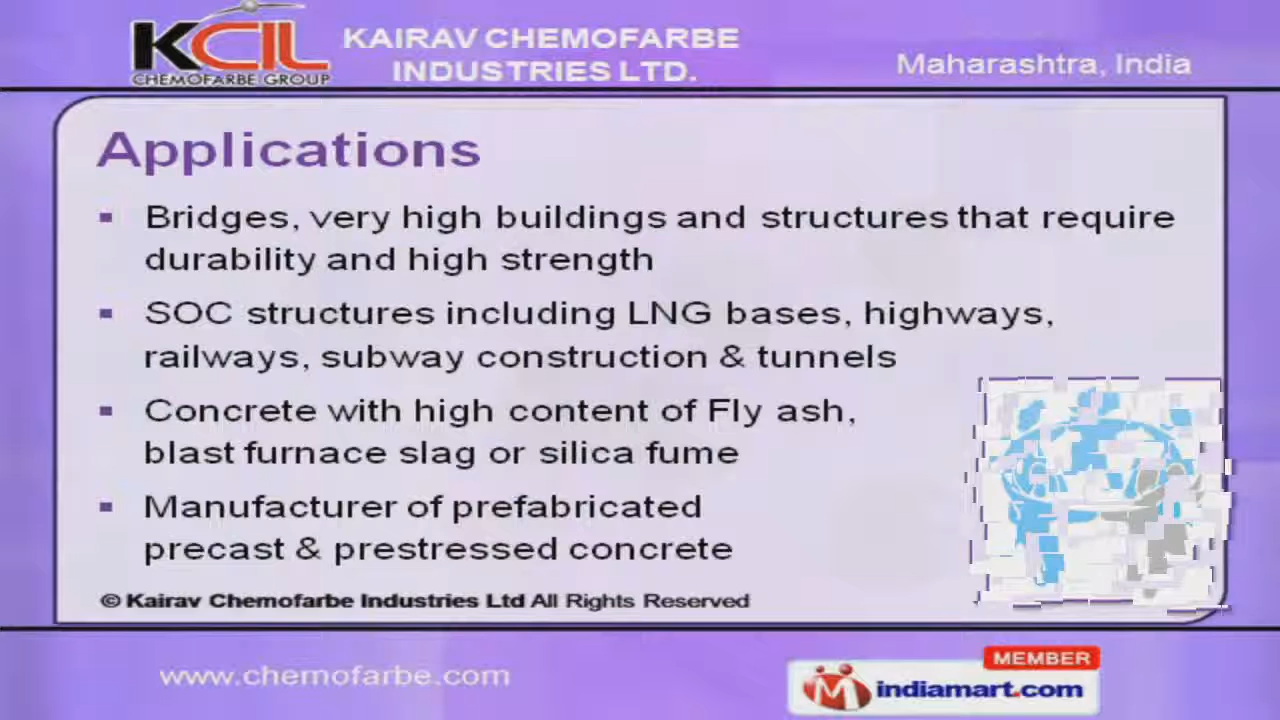 KCIL
CHEMOFARBE GROUP
KAIRAV CHEMOFARBE
INDUSTRIES LTD.
Maharashtra, India
Applications
▪ Bridges, very high buildings and structures that require
durability and high strength
▪ SOC structures including LNG bases, highways,
railways, subway construction & tunnels
▪ Concrete with high content of Fly ash,
blast furnace slag or silica fume
▪ Manufacturer of prefabricated
precast & prestressed concrete
© Kairav Chemofarbe Industries Ltd All Rights Reserved
www.chemofarbe.com
MEMBER
indiamart.com